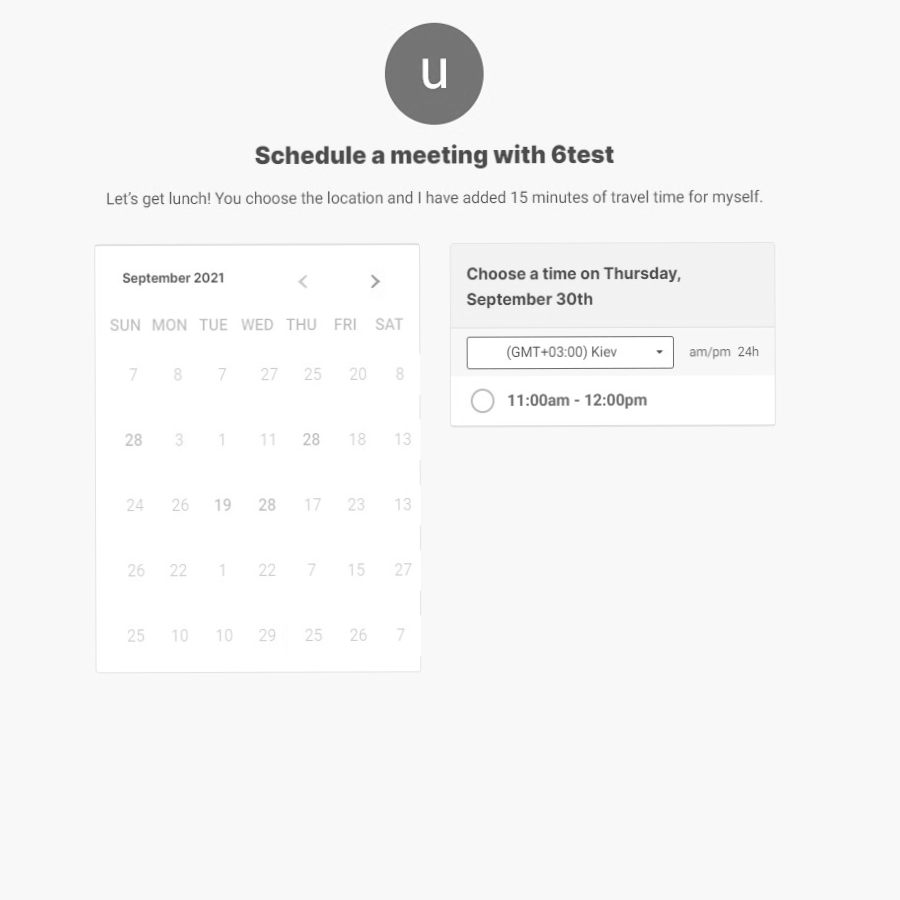 u
Schedule a meeting with 6test
Let's get lunch! You choose the location and I have added 15 minutes of travel time for myself.
September 2021
SUN MON TUE WED THU FRI SAT
7 8 7 27 25 20 8
28 3 1 11 28 18 13
24 26 19 28 17 23 13
26 22 1 22 7 15 27
25 10 10 29 25 26 7
Choose a time on Thursday,
September 30th
(GMT+03:00) Kiev am/pm 24h
11:00am - 12:00pm